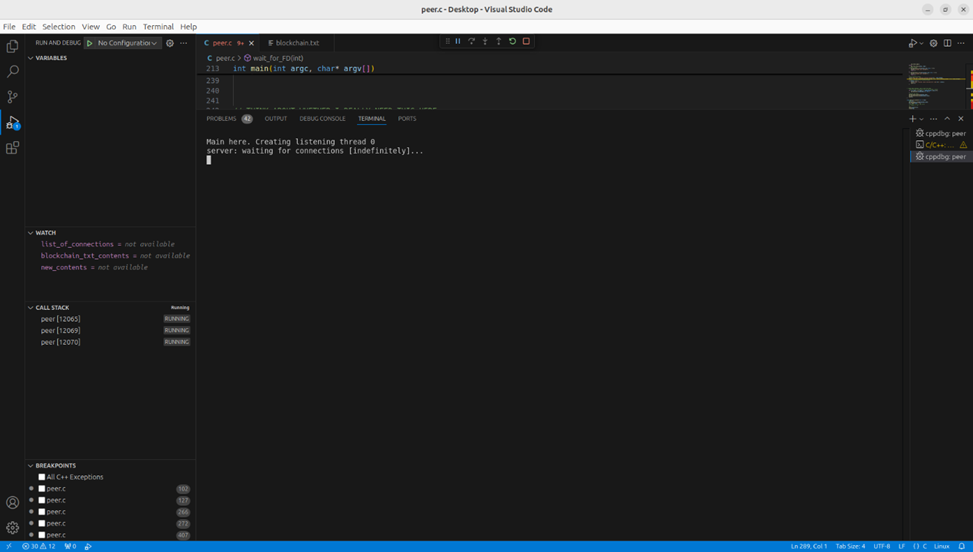 peer.c - Desktop - Visual Studio Code
File Edit Selection View Go Run Terminal Help
RUN AND DEBUG No Configuration
peer.c 9+
blockchain.txt
peer.c > wait_for_FD(int)
213 int main(int argc, char* argv[])
239
240
241
VARIABLES
WATCH
list_of_connections = not available
blockchain_txt_contents = not available
new_contents = not available
CALL STACK Running
peer [12065] RUNNING
peer [12069] RUNNING
peer [12070] RUNNING
BREAKPOINTS
All C++ Exceptions
peer.c 102
peer.c 127
peer.c 266
peer.c 272
peer.c 407
PROBLEMS 42 OUTPUT DEBUG CONSOLE TERMINAL PORTS
Main here. Creating listening thread 0
server: waiting for connections [indefinitely]...
cppdbg: peer
C/C++: ...
cppdbg: peer
1
30 12 0
Ln 289, Col 1 Tab Size: 4 UTF-8 LF {} C Linux